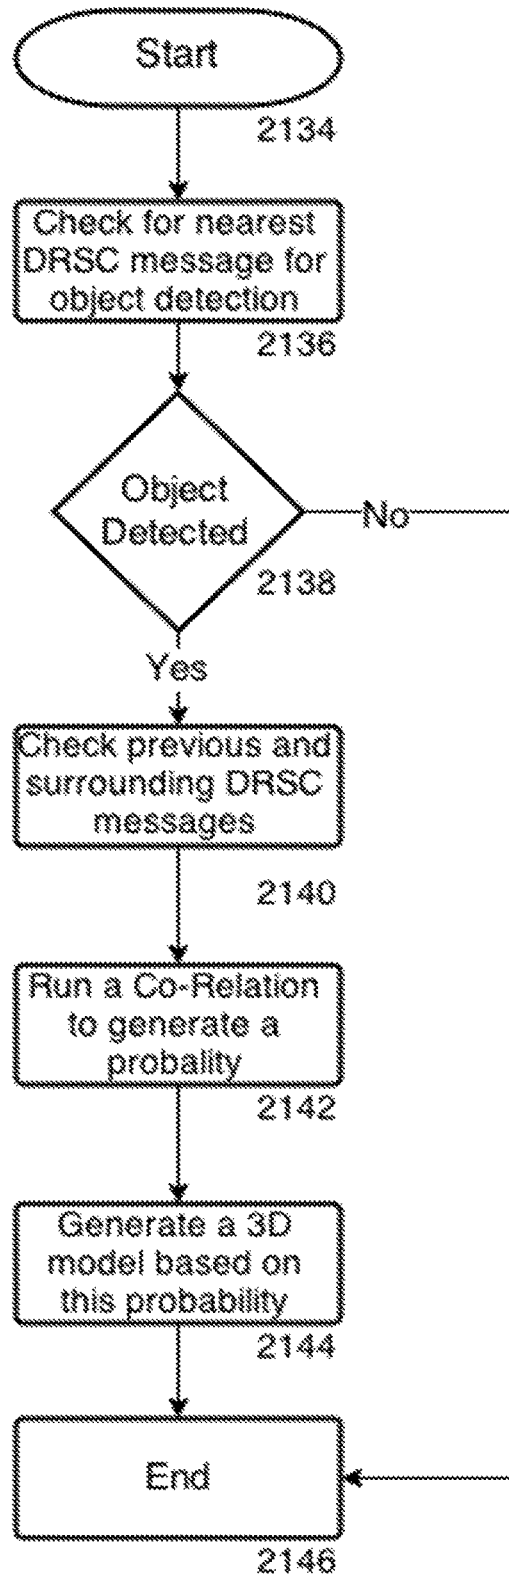 Start
2134
Check for nearest
DRSC message for
object detection
2136
Object
Detected
No
2138
Yes
Check previous and
surrounding DRSC
messages
2140
Run a Co-Relation
to generate a
probality
2142
Generate a 3D
model based on
this probability
2144
End
2146